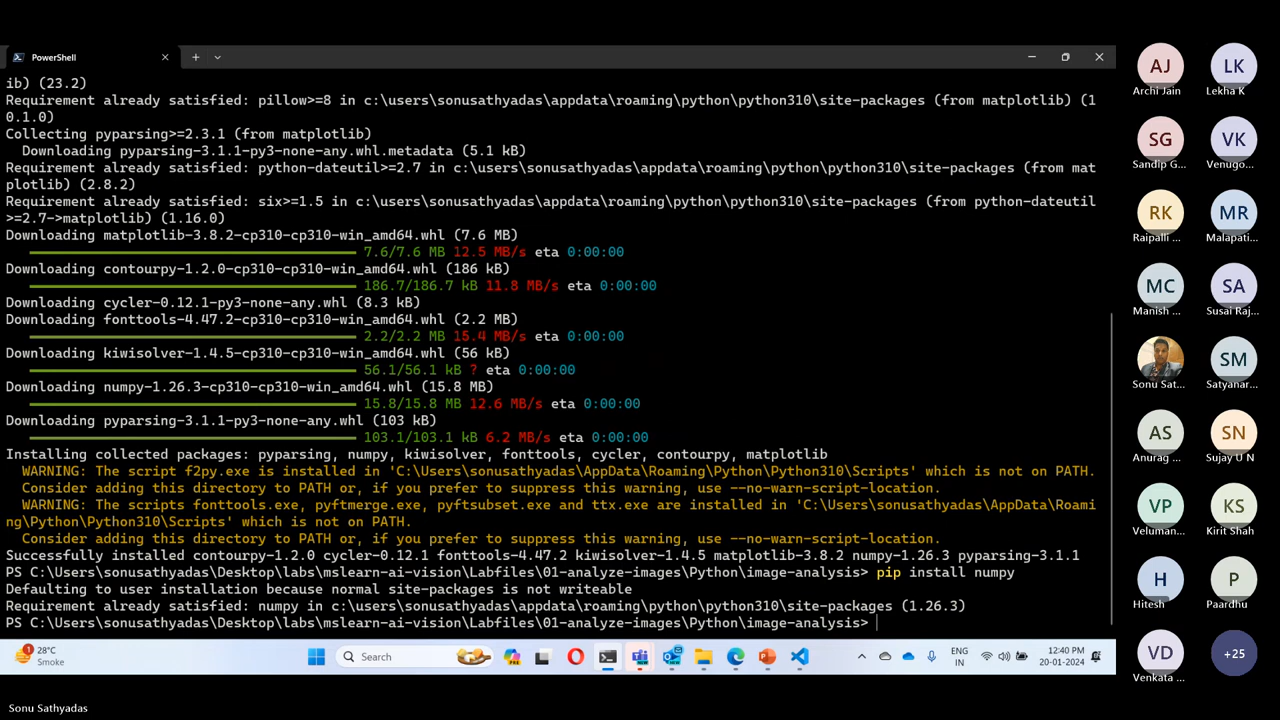 PowerShell
ib) (23.2)
Requirement already satisfied: pillow>=8 in c:\users\sonusathyadas\appdata\roaming\python\python310\site-packages (from matplotlib) (1
0.1.0)
Collecting pyparsing>=2.3.1 (from matplotlib)
Downloading pyparsing-3.1.1-py3-none-any.whl.metadata (5.1 kB)
Requirement already satisfied: python-dateutil>=2.7 in c:\users\sonusathyadas\appdata\roaming\python\python310\site-packages (from mat
plotlib) (2.8.2)
Requirement already satisfied: six>=1.5 in c:\users\sonusathyadas\appdata\roaming\python\python310\site-packages (from python-dateutil
>=2.7->matplotlib) (1.16.0)
Downloading matplotlib-3.8.2-cp310-cp310-win_amd64.whl (7.6 MB)
7.6/7.6 MB 12.5 MB/s eta 0:00:00
Downloading contourpy-1.2.0-cp310-cp310-win_amd64.whl (186 kB)
186.7/186.7 kB 11.8 MB/s eta 0:00:00
Downloading cycler-0.12.1-py3-none-any.whl (8.3 kB)
Downloading fonttools-4.47.2-cp310-cp310-win_amd64.whl (2.2 MB)
2.2/2.2 MB 15.4 MB/s eta 0:00:00
Downloading kiwisolver-1.4.5-cp310-cp310-win_amd64.whl (56 kB)
56.1/56.1 kB ? eta 0:00:00
Downloading numpy-1.26.3-cp310-cp310-win_amd64.whl (15.8 MB)
15.8/15.8 MB 12.6 MB/s eta 0:00:00
Downloading pyparsing-3.1.1-py3-none-any.whl (103 kB)
103.1/103.1 kB 6.2 MB/s eta 0:00:00
Installing collected packages: pyparsing, numpy, kiwisolver, fonttools, cycler, contourpy, matplotlib
WARNING: The script f2py.exe is installed in 'C:\Users\sonusathyadas\AppData\Roaming\Python\Python310\Scripts' which is not on PATH.
Consider adding this directory to PATH or, if you prefer to suppress this warning, use --no-warn-script-location.
WARNING: The scripts fonttools.exe, pyftmerge.exe, pyftsubset.exe and ttx.exe are installed in 'C:\Users\sonusathyadas\AppData\Roami
ng\Python\Python310\Scripts' which is not on PATH.
Consider adding this directory to PATH or, if you prefer to suppress this warning, use --no-warn-script-location.
Successfully installed contourpy-1.2.0 cycler-0.12.1 fonttools-4.47.2 kiwisolver-1.4.5 matplotlib-3.8.2 numpy-1.26.3 pyparsing-3.1.1
PS C:\Users\sonusathyadas\Desktop\labs\mslearn-ai-vision\Labfiles\01-analyze-images\Python\image-analysis> pip install numpy
Defaulting to user installation because normal site-packages is not writeable
Requirement already satisfied: numpy in c:\users\sonusathyadas\appdata\roaming\python\python310\site-packages (1.26.3)
PS C:\Users\sonusathyadas\Desktop\labs\mslearn-ai-vision\Labfiles\01-analyze-images\Python\image-analysis>
1
28°C
Smoke
Search
PRE
ENG
IN
12:40 PM
20-01-2024
AJ LK
Archi Jain Lekha K
SG VK
Sandip G... Venugo...
RK MR
Raipalli ... Malapati...
MC SA
Manish ... Susai Raj...
SM
Sonu Sat... Satyanar...
AS SN
Anurag ... Sujay U N
VP KS
Veluman... Kirit Shah
H P
Hitesh Paardhu
VD +25
Venkata ...
Sonu Sathyadas